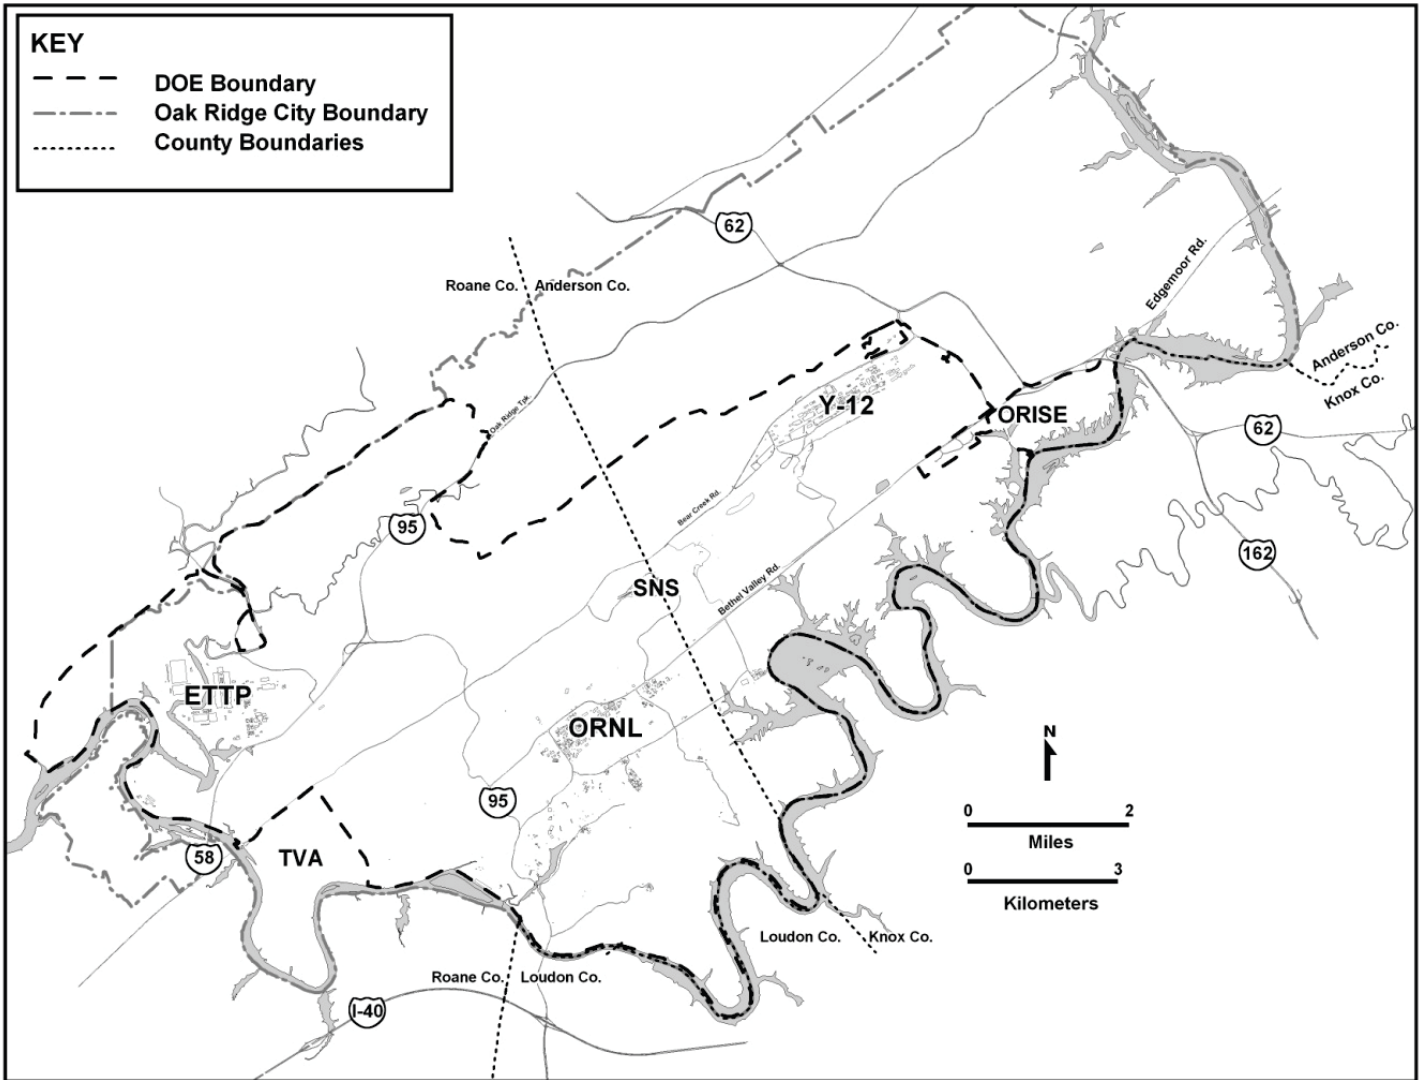 KEY
DOE Boundary
Oak Ridge City Boundary
County Boundaries
62
Edgemoor Rd.
Roane Co. Anderson Co.
Anderson Co.
Knox Co.
Oak Ridge Tpk.
Y-12
ORISE
62
95
Bear Creek Rd.
162
SNS
Bethel Valley Rd.
ETTP
ORNL
N
95
0 2
Miles
58
TVA
0 3
Kilometers
Loudon Co. Knox Co.
Roane Co. Loudon Co.
I-40